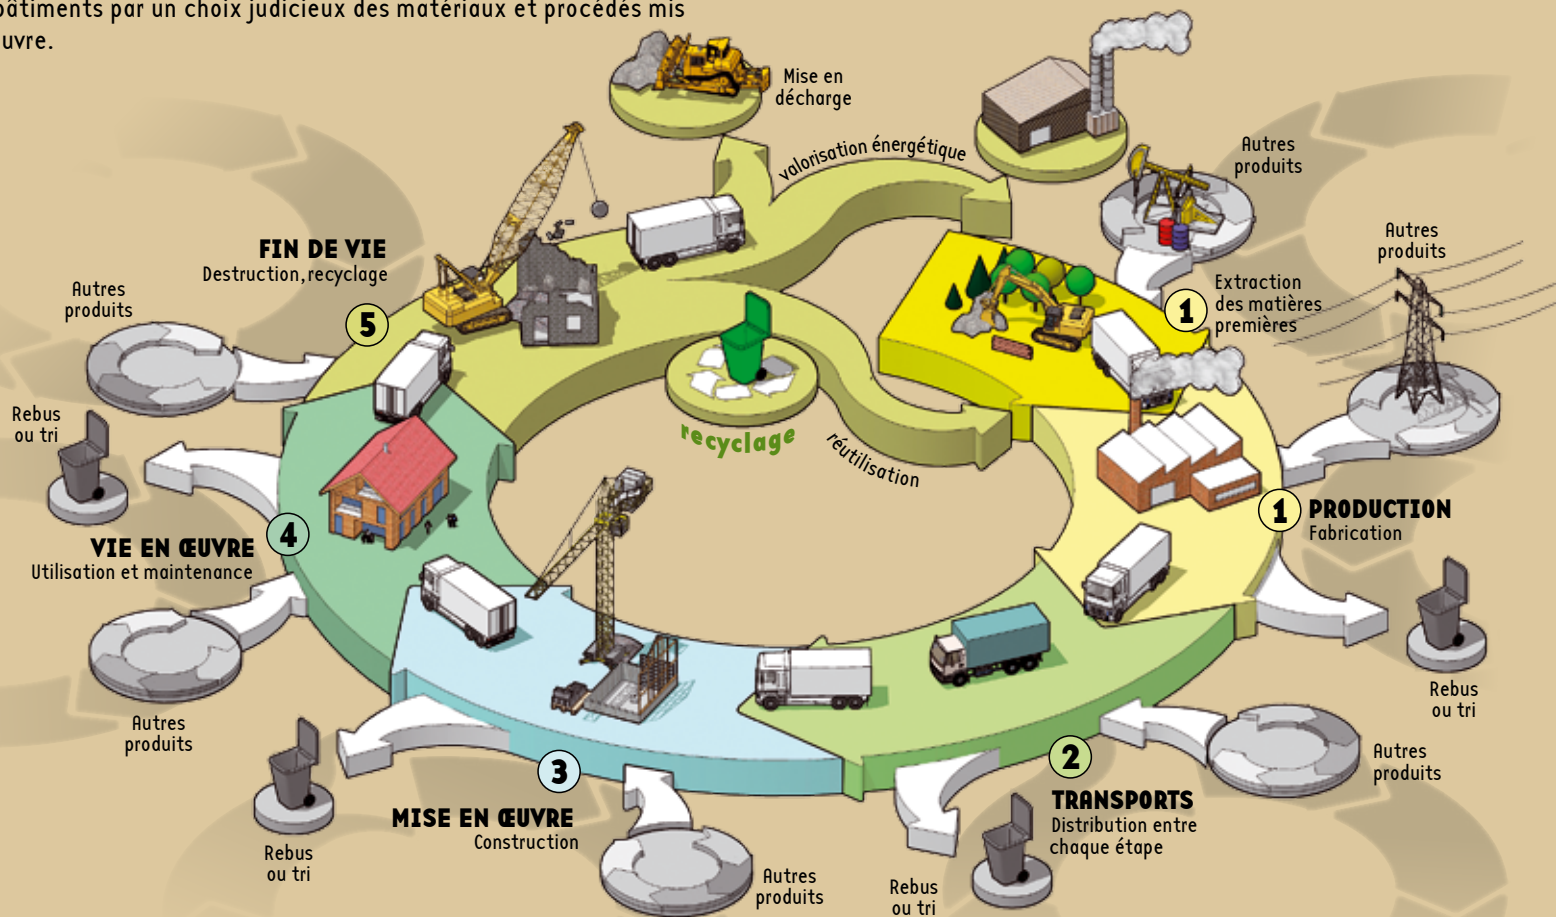 bâtiments par un choix judicieux des matériaux et procédés mis
uvre.
Mise en
décharge
valorisation énergétique
Autres
produits
Autres
produits
FIN DE VIE
Destruction, recyclage
5
Autres
produits
1
Extraction
des matières
premières
Rebus
ou tri
recyclage
réutilisation
1
PRODUCTION
Fabrication
4
VIE EN ŒUVRE
Utilisation et maintenance
Rebus
ou tri
Autres
produits
3
MISE EN ŒUVRE
Construction
2
TRANSPORTS
Distribution entre
chaque étape
Autres
produits
Rebus
ou tri
Autres
produits
Rebus
ou tri